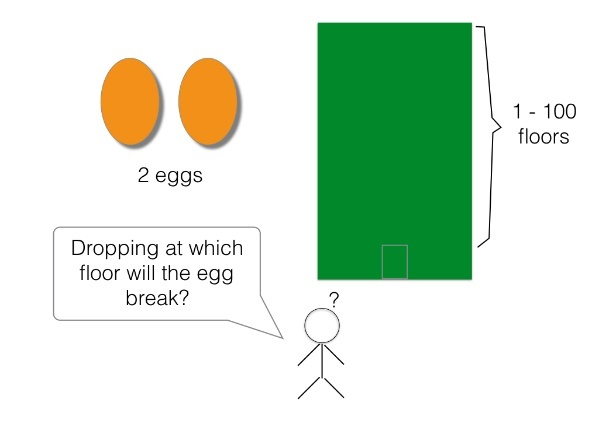 2 eggs
1 - 100
floors
Dropping at which
floor will the egg
break?
?